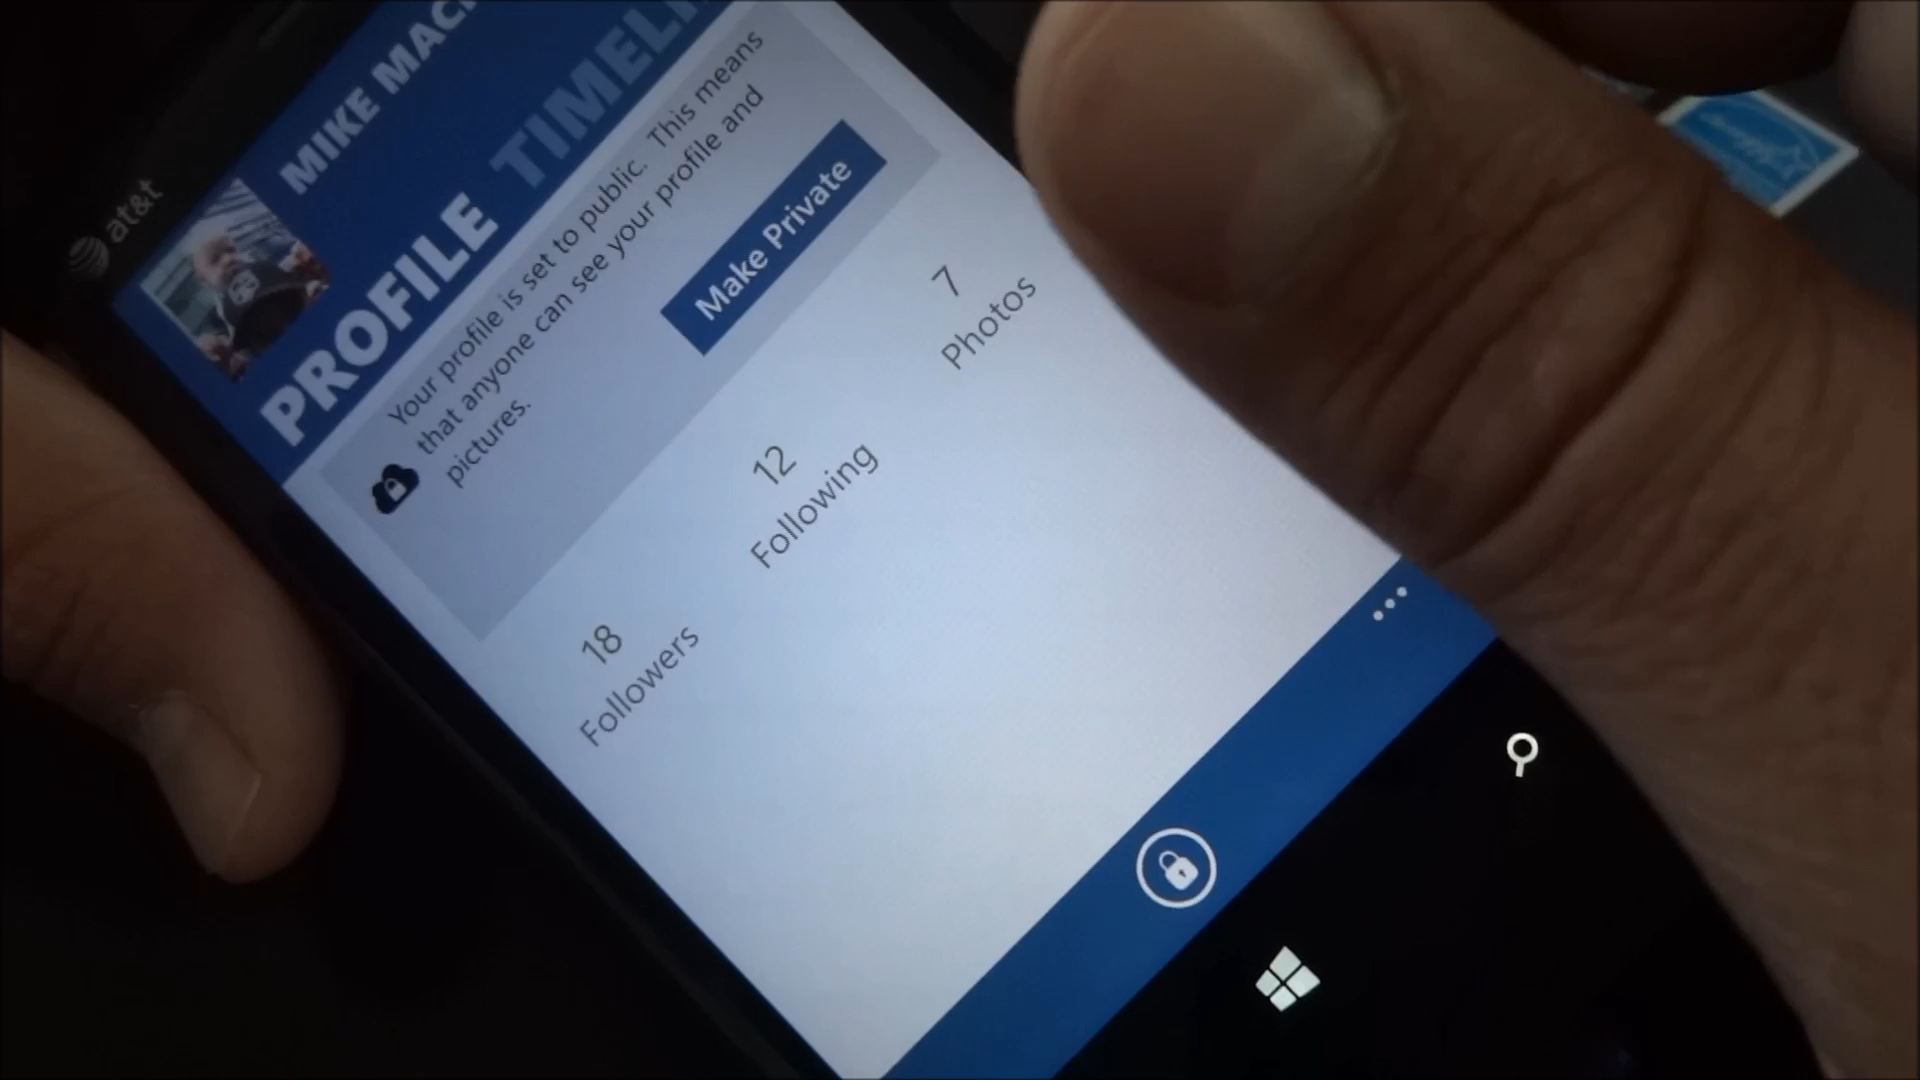 at&t
MIKE MAC
PROFILE TIMELI
Your profile is set to public. This means
that anyone can see your profile and
pictures.
Make Private
18
Followers
12
Following
7
Photos